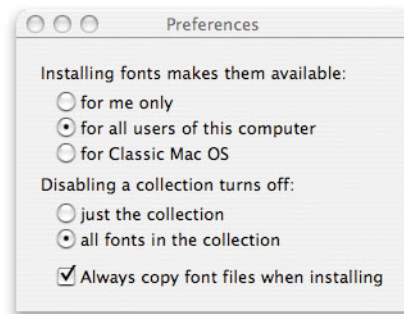 Preferences
Installing fonts makes them available:
for me only
for all users of this computer
for Classic Mac OS
Disabling a collection turns off:
just the collection
all fonts in the collection
Always copy font files when installing